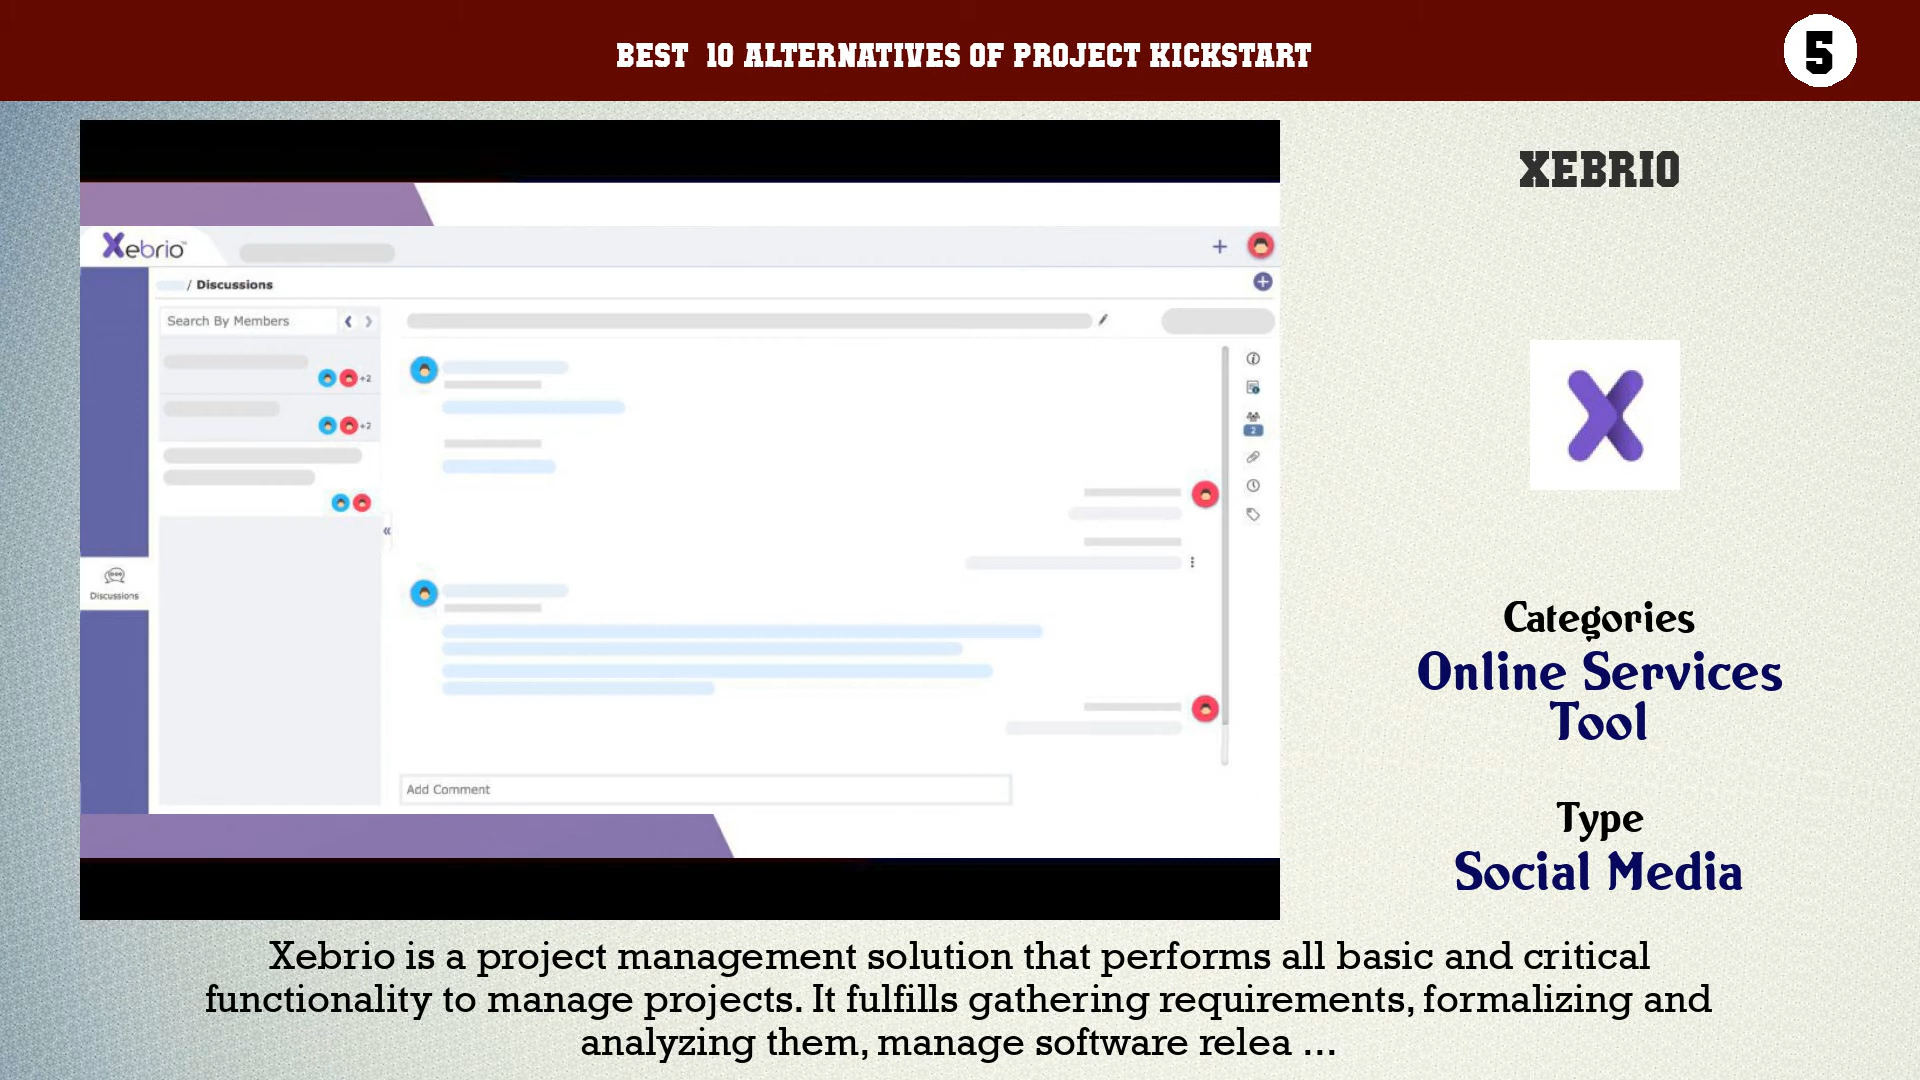 BEST 10 ALTERNATIVES OF PROJECT KICKSTART
5
XEBRIO
Xebrio™
/ Discussions
Search By Members
+2
+2
2
Discussions
Add Comment
Categories
Online Services
Tool
Type
Social Media
Xebrio is a project management solution that performs all basic and critical
functionality to manage projects. It fulfills gathering requirements, formalizing and
analyzing them, manage software relea ...